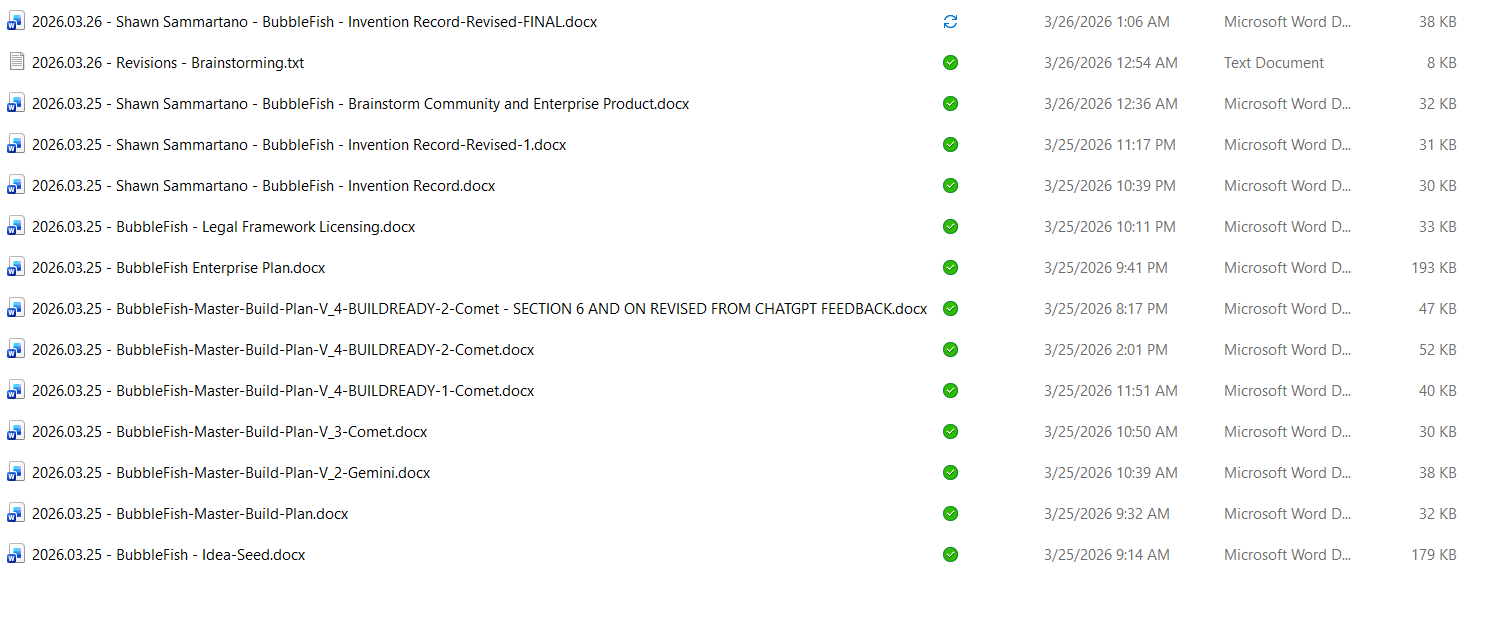 2026.03.26 - Shawn Sammartano - BubbleFish - Invention Record-Revised-FINAL.docx 3/26/2026 1:06 AM Microsoft Word D... 38 KB
2026.03.26 - Revisions - Brainstorming.txt 3/26/2026 12:54 AM Text Document 8 KB
2026.03.25 - Shawn Sammartano - BubbleFish - Brainstorm Community and Enterprise Product.docx 3/26/2026 12:36 AM Microsoft Word D... 32 KB
2026.03.25 - Shawn Sammartano - BubbleFish - Invention Record-Revised-1.docx 3/25/2026 11:17 PM Microsoft Word D... 31 KB
2026.03.25 - Shawn Sammartano - BubbleFish - Invention Record.docx 3/25/2026 10:39 PM Microsoft Word D... 30 KB
2026.03.25 - BubbleFish - Legal Framework Licensing.docx 3/25/2026 10:11 PM Microsoft Word D... 33 KB
2026.03.25 - BubbleFish Enterprise Plan.docx 3/25/2026 9:41 PM Microsoft Word D... 193 KB
2026.03.25 - BubbleFish-Master-Build-Plan-V_4-BUILDREADY-2-Comet - SECTION 6 AND ON REVISED FROM CHATGPT FEEDBACK.docx 3/25/2026 8:17 PM Microsoft Word D... 47 KB
2026.03.25 - BubbleFish-Master-Build-Plan-V_4-BUILDREADY-2-Comet.docx 3/25/2026 2:01 PM Microsoft Word D... 52 KB
2026.03.25 - BubbleFish-Master-Build-Plan-V_4-BUILDREADY-1-Comet.docx 3/25/2026 11:51 AM Microsoft Word D... 40 KB
2026.03.25 - BubbleFish-Master-Build-Plan-V_3-Comet.docx 3/25/2026 10:50 AM Microsoft Word D... 30 KB
2026.03.25 - BubbleFish-Master-Build-Plan-V_2-Gemini.docx 3/25/2026 10:39 AM Microsoft Word D... 38 KB
2026.03.25 - BubbleFish-Master-Build-Plan.docx 3/25/2026 9:32 AM Microsoft Word D... 32 KB
2026.03.25 - BubbleFish - Idea-Seed.docx 3/25/2026 9:14 AM Microsoft Word D... 179 KB